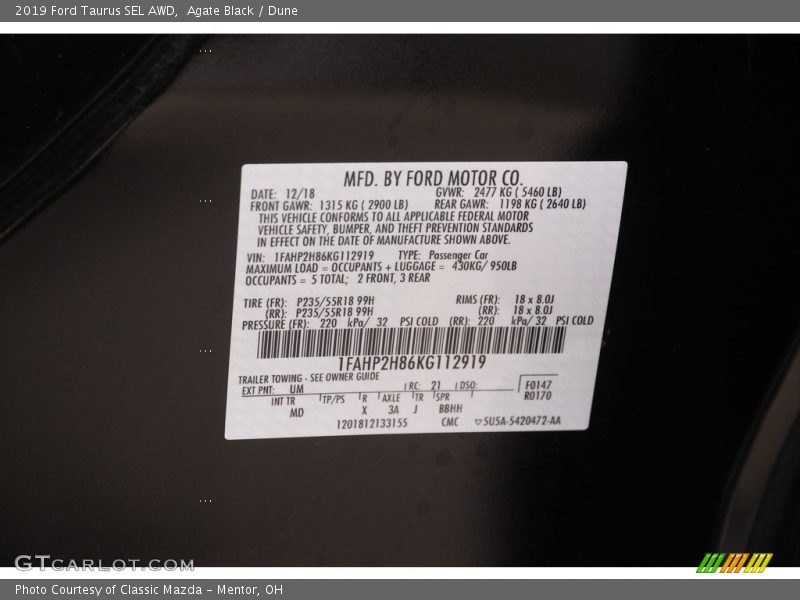 2019 Ford Taurus SEL AWD,  Agate Black / Dune
MFD. BY FORD MOTOR CO.
DATE: 12/18 GVWR: 2477 KG ( 5460 LB)
FRONT GAWR: 1315 KG ( 2900 LB) REAR GAWR: 1198 KG ( 2640 LB)
THIS VEHICLE CONFORMS TO ALL APPLICABLE FEDERAL MOTOR
VEHICLE SAFETY, BUMPER, AND THEFT PREVENTION STANDARDS
IN EFFECT ON THE DATE OF MANUFACTURE SHOWN ABOVE.
VIN: 1FAHP2H86KG112919 TYPE: Passenger Car
MAXIMUM LOAD = OCCUPANTS + LUGGAGE = 430KG/ 950LB
OCCUPANTS = 5 TOTAL; 2 FRONT, 3 REAR
TIRE (FR): P235/55R18 99H RIMS (FR): 18 x 8.0J
(RR): P235/55R18 99H (RR): 18 x 8.0J
PRESSURE (FR): 220 kPa/ 32 PSI COLD (RR): 220 kPa/ 32 PSI COLD
1FAHP2H86KG112919
TRAILER TOWING - SEE OWNER GUIDE
EXT PNT: UM RC: 21 DSO: F0147
INT TR TP/PS R AXLE TR SPR R0170
MD X 3A J BBHH
1201812133155 CMC ▽5U5A-5420472-AA
GTCARLOT.COM
Photo Courtesy of Classic Mazda - Mentor, OH